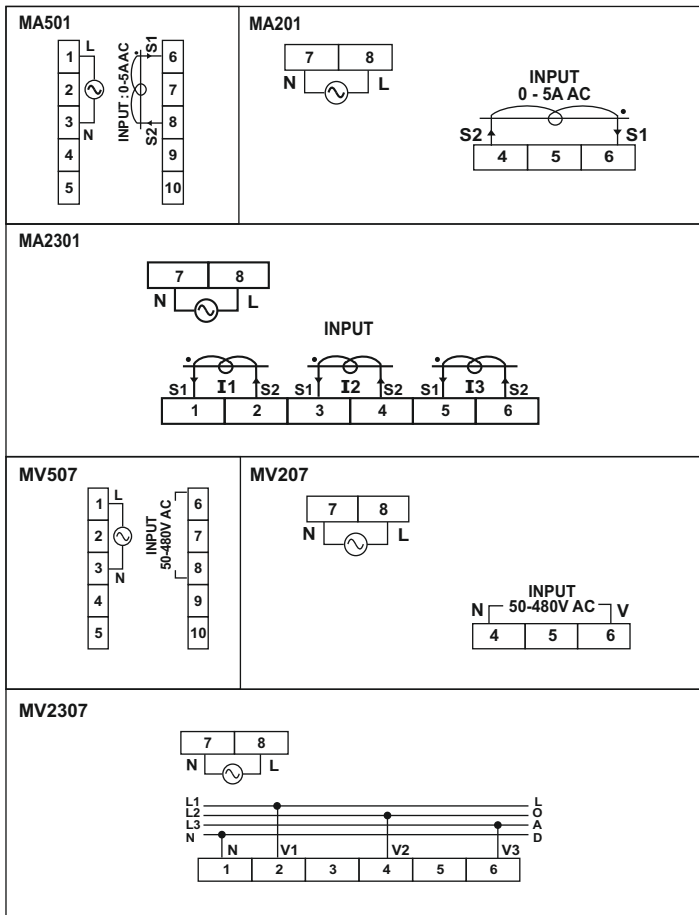 MA501
L
N
1
2
3
4
5
INPUT : 0-5A AC
S1
S2
6
7
8
9
10
MA201
7 8
N L
INPUT
0 - 5A AC
S2 S1
4 5 6
MA2301
7 8
N L
INPUT
S1 I1 S2 S1 I2 S2 S1 I3 S2
1 2 3 4 5 6
MV507
L
N
1
2
3
4
5
INPUT
50-480V AC
6
7
8
9
10
MV207
7 8
N L
INPUT
N 50-480V AC V
4 5 6
MV2307
7 8
N L
L1 L
L2 O
L3 A
N D
N V1 V2 V3
1 2 3 4 5 6